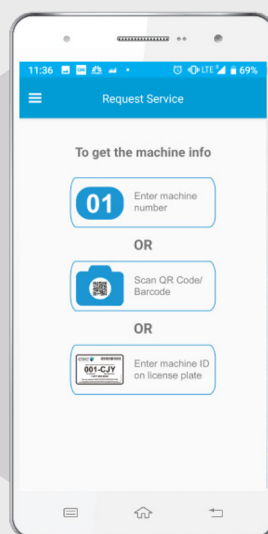 11:36 LTE 69%
Request Service
To get the machine info
01
Enter machine
number
OR
Scan QR Code/
Barcode
OR
001-CJY
Enter machine ID
on license plate